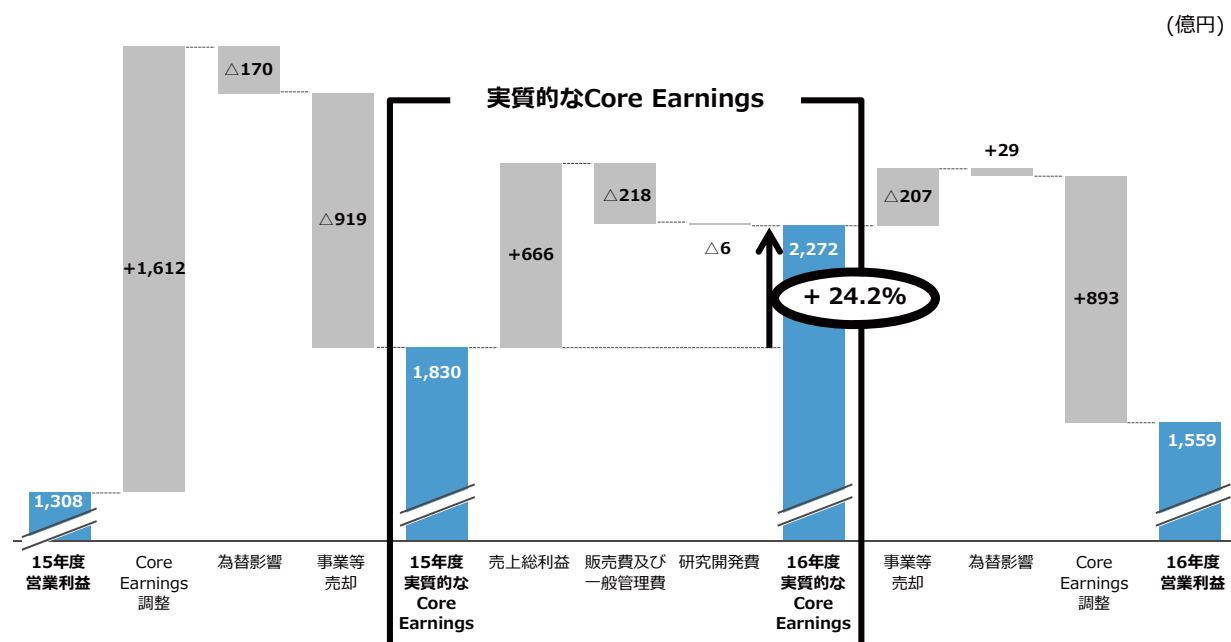 (億円)
実質的なCore Earnings
+1,612
△170
△919
+666
△218
△6
+ 24.2%
△207
+29
+893
1,308
1,830
2,272
1,559
15年度
営業利益
Core
Earnings
調整
為替影響
事業等
売却
15年度
実質的な
Core
Earnings
売上総利益
販売費及び
一般管理費
研究開発費
16年度
実質的な
Core
Earnings
事業等
売却
為替影響
Core
Earnings
調整
16年度
営業利益